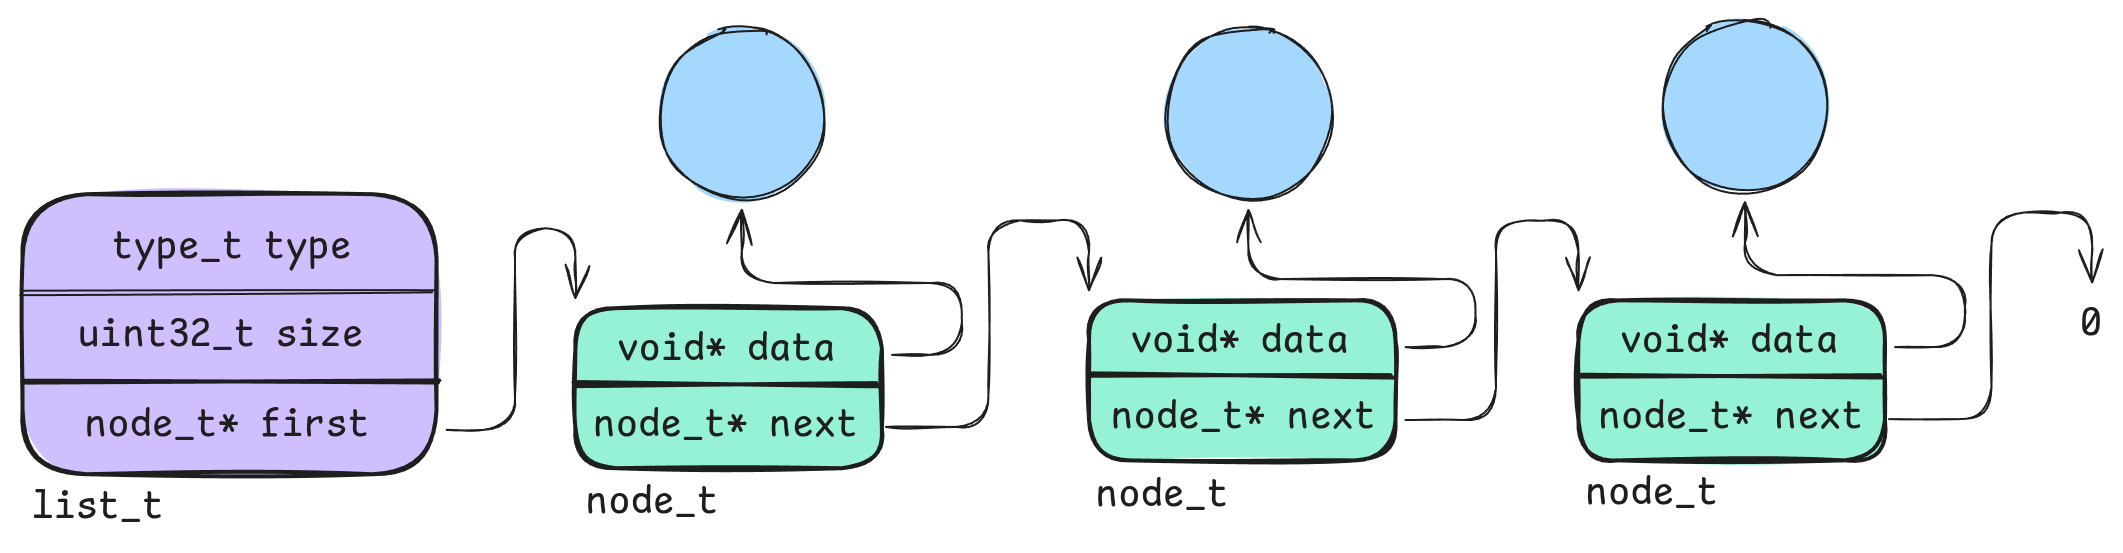 type_t type
uint32_t size
node_t* first
list_t
void* data
node_t* next
node_t
void* data
node_t* next
node_t
void* data
node_t* next
node_t
0